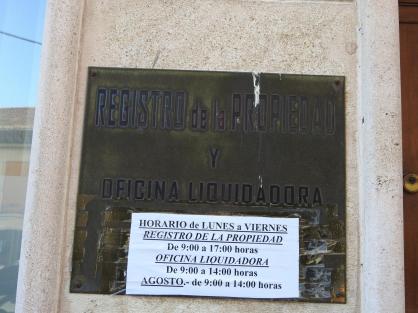 REGISTRO de la PROPIEDAD
Y
OFICINA LIQUIDADORA
HORARIO de LUNES a VIERNES
REGISTRO DE LA PROPIEDAD
De 9:00 a 17:00 horas
OFICINA LIQUIDADORA
De 9:00 a 14:00 horas
AGOSTO.- de 9:00 a 14:00 horas